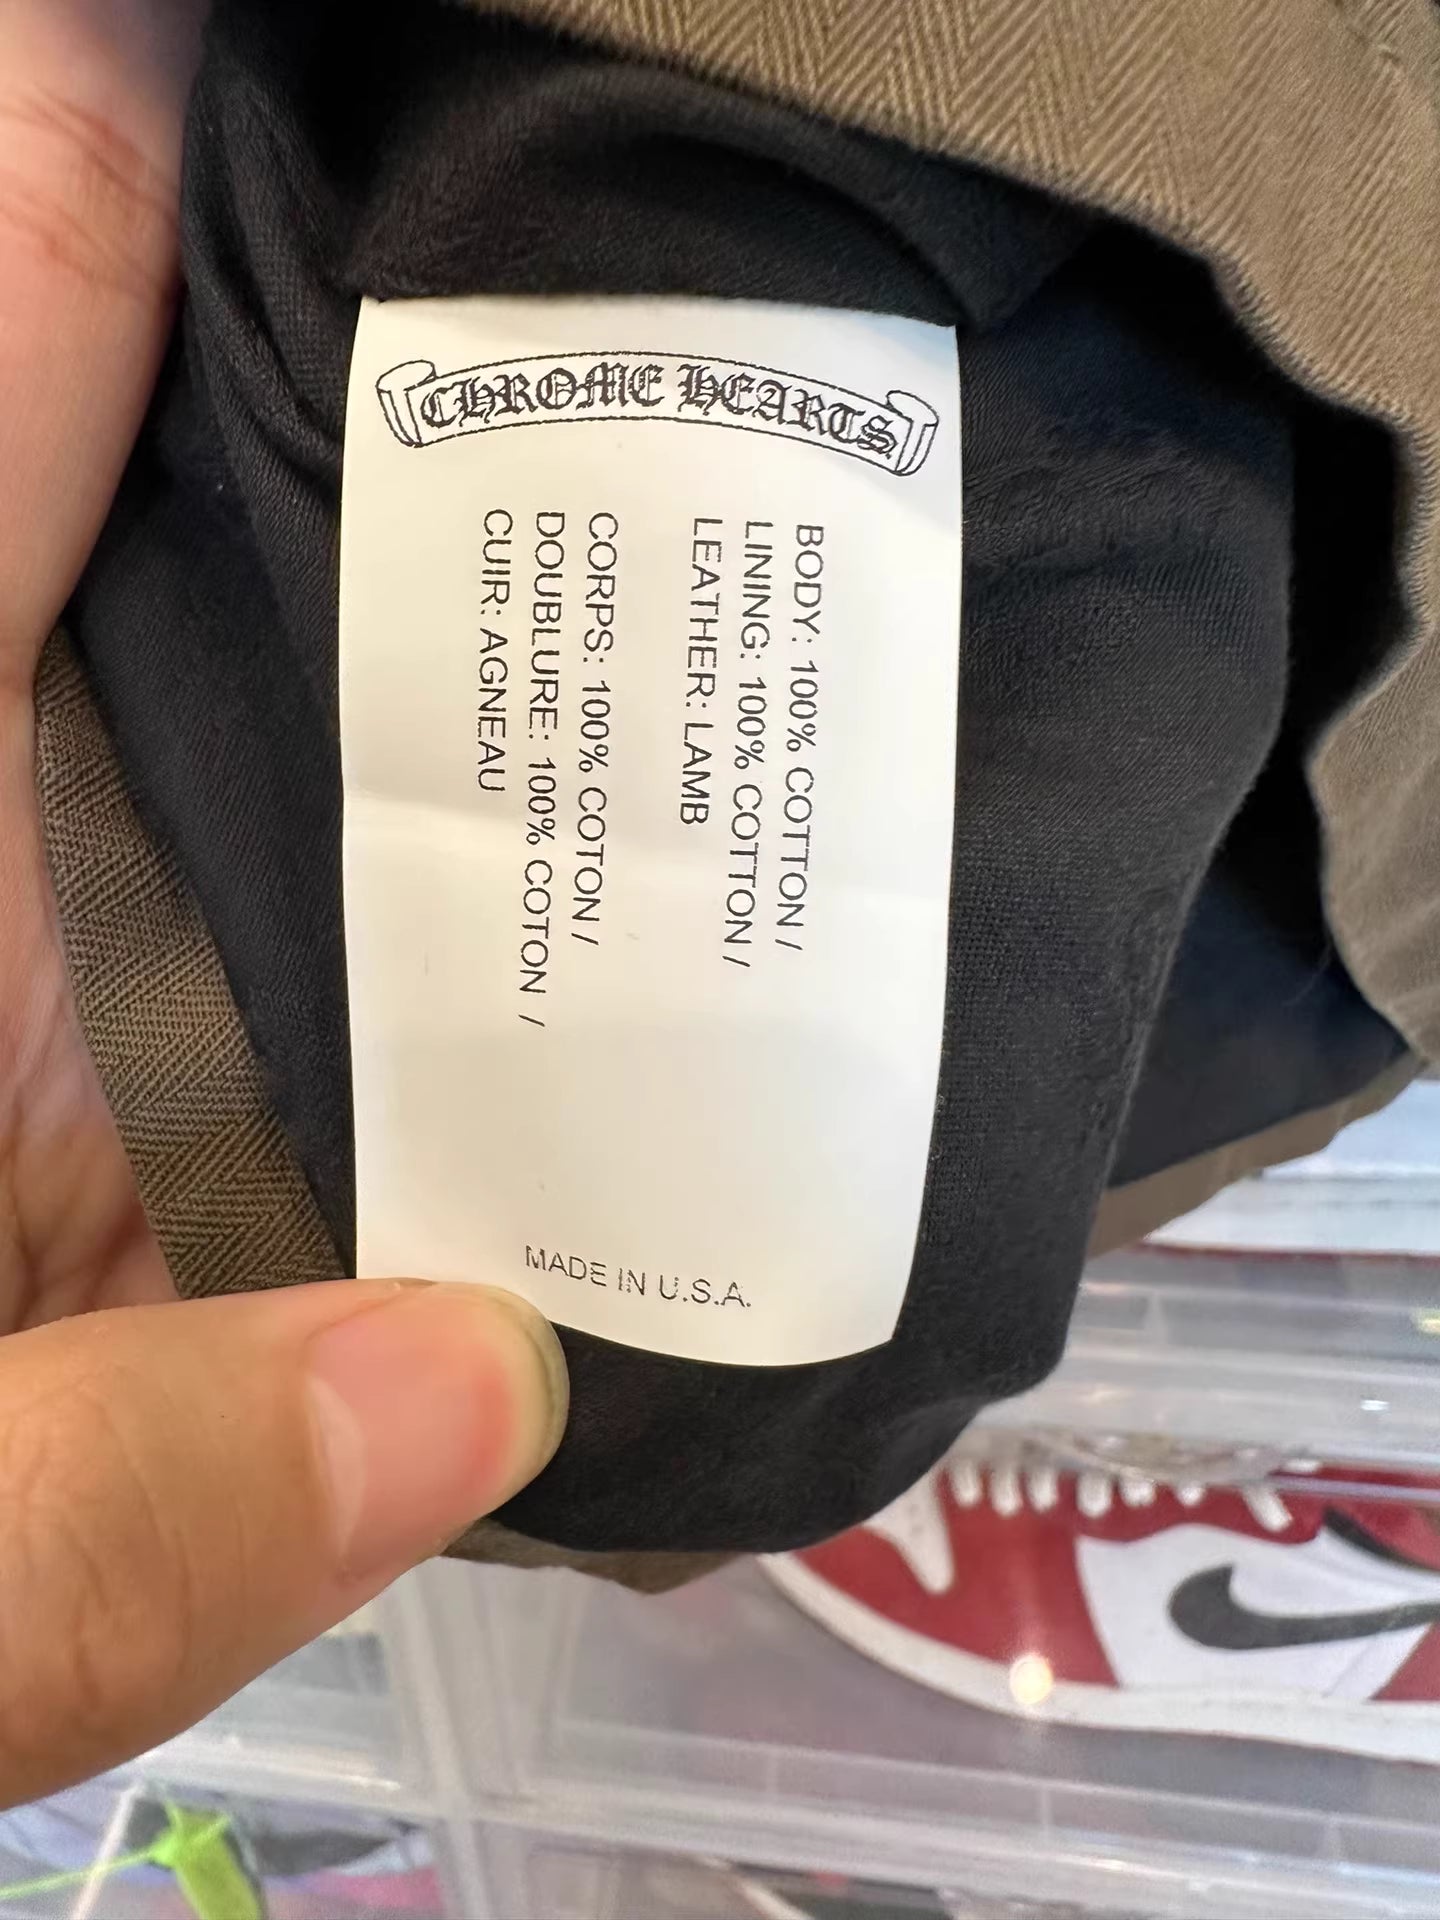 CHROME HEARTS
BODY: 100% COTTON /
LINING: 100% COTTON /
LEATHER: LAMB
CORPS: 100% COTON /
DOUBLURE: 100% COTON /
CUIR: AGNEAU
MADE IN U.S.A.